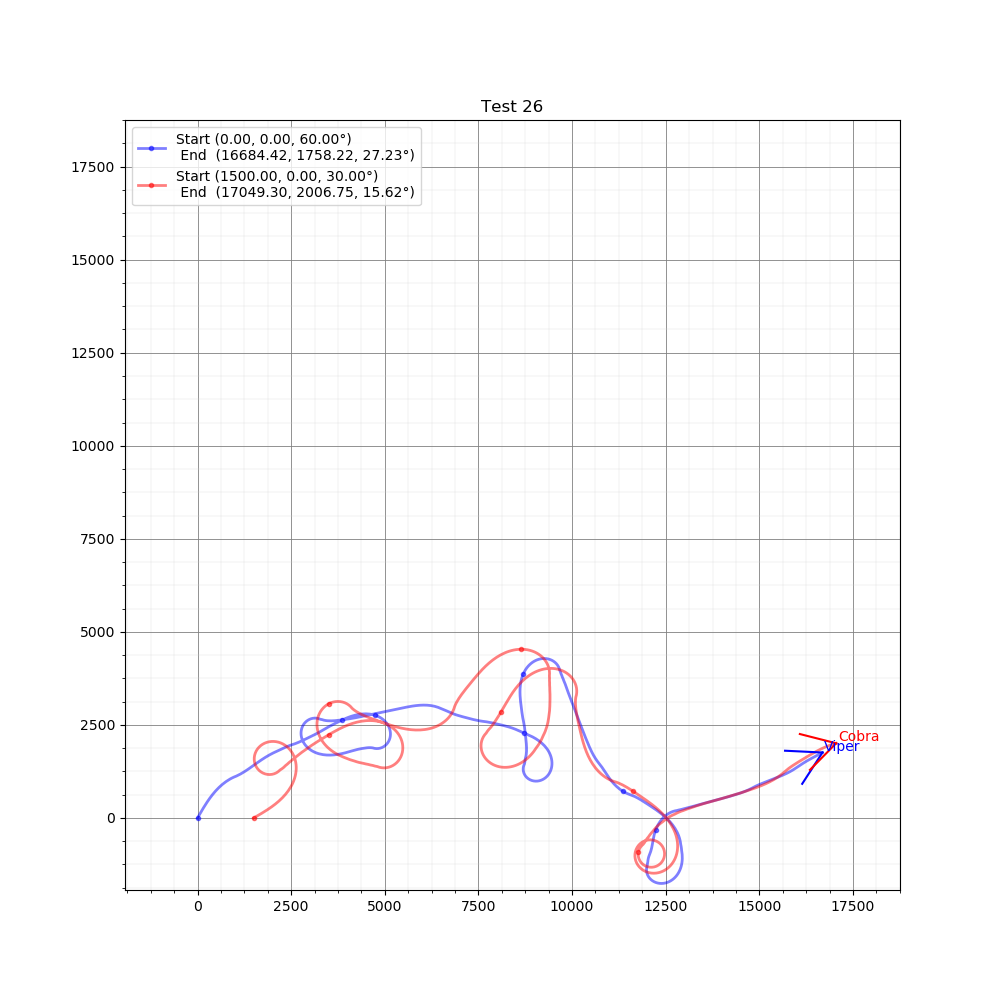 Test 26
Start (0.00, 0.00, 60.00°)
End  (16684.42, 1758.22, 27.23°)
Start (1500.00, 0.00, 30.00°)
End  (17049.30, 2006.75, 15.62°)
17500
15000
12500
10000
7500
5000
2500
0
Cobra
Viper
0 2500 5000 7500 10000 12500 15000 17500